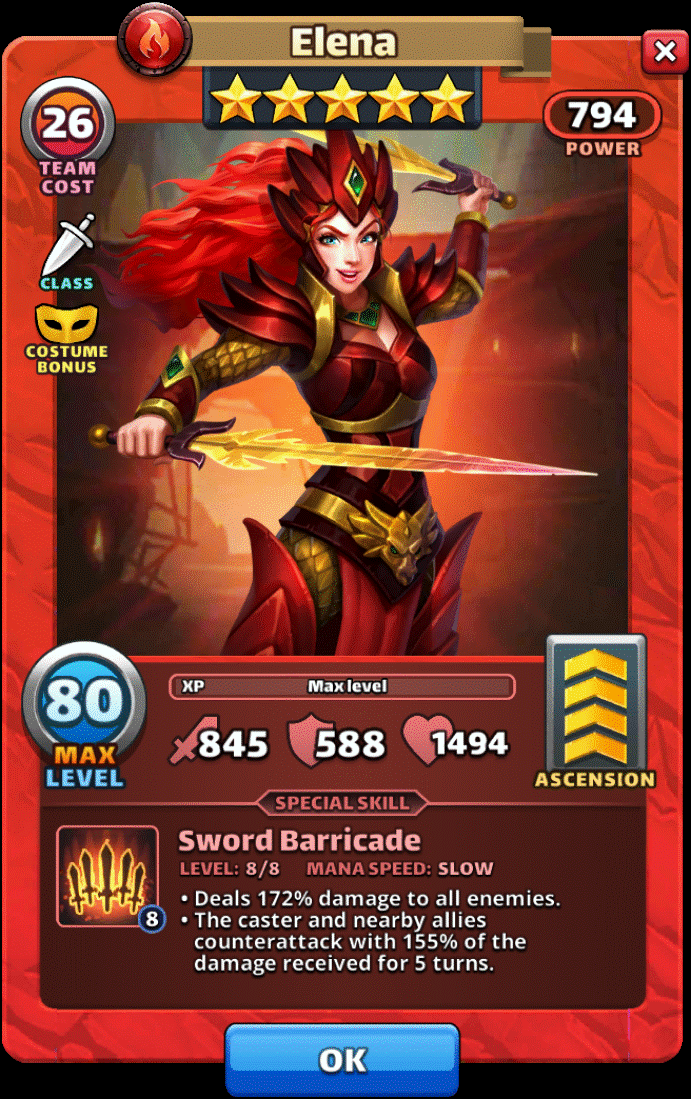 Elena
26
TEAM
COST
794
POWER
CLASS
COSTUME
BONUS
80
MAX
LEVEL
XP Max level
845 588 1494
ASCENSION
SPECIAL SKILL
Sword Barricade
LEVEL: 8/8 MANA SPEED: SLOW
8
• Deals 172% damage to all enemies.
• The caster and nearby allies
counterattack with 155% of the
damage received for 5 turns.
OK